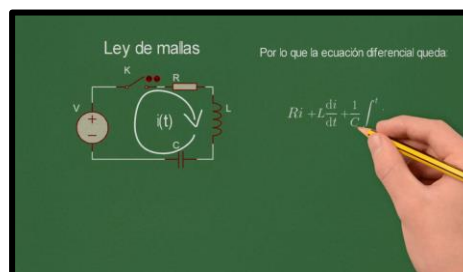 Ley de mallas
Por lo que la ecuación diferencial queda:
K
R
V
+
-
i(t)
L
C
Ri + L di/dt + 1/C ∫ t